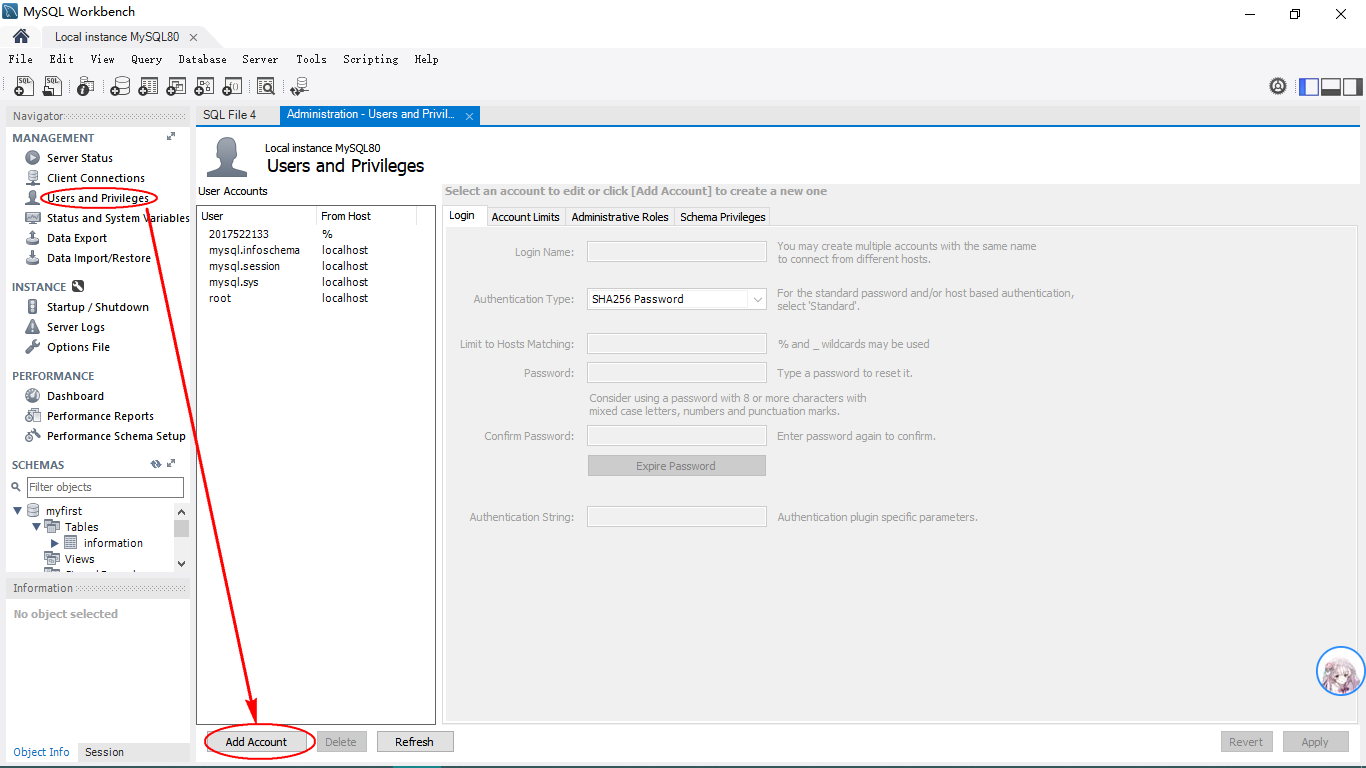 MySQL Workbench
Local instance MySQL80
File Edit View Query Database Server Tools Scripting Help
Navigator
MANAGEMENT
Server Status
Client Connections
Users and Privileges
Status and System Variables
Data Export
Data Import/Restore
INSTANCE
Startup / Shutdown
Server Logs
Options File
PERFORMANCE
Dashboard
Performance Reports
Performance Schema Setup
SCHEMAS
Filter objects
myfirst
Tables
information
Views
Information
No object selected
Object Info Session
SQL File 4 Administration - Users and Privil...
Local instance MySQL80
Users and Privileges
User Accounts
User From Host
2017522133 %
mysql.infoschema localhost
mysql.session localhost
mysql.sys localhost
root localhost
Add Account Delete Refresh
Select an account to edit or click [Add Account] to create a new one
Login Account Limits Administrative Roles Schema Privileges
Login Name: You may create multiple accounts with the same name
to connect from different hosts.
Authentication Type: SHA256 Password For the standard password and/or host based authentication,
select 'Standard'.
Limit to Hosts Matching: % and _ wildcards may be used
Password: Type a password to reset it.
Consider using a password with 8 or more characters with
mixed case letters, numbers and punctuation marks.
Confirm Password: Enter password again to confirm.
Expire Password
Authentication String: Authentication plugin specific parameters.
Revert Apply